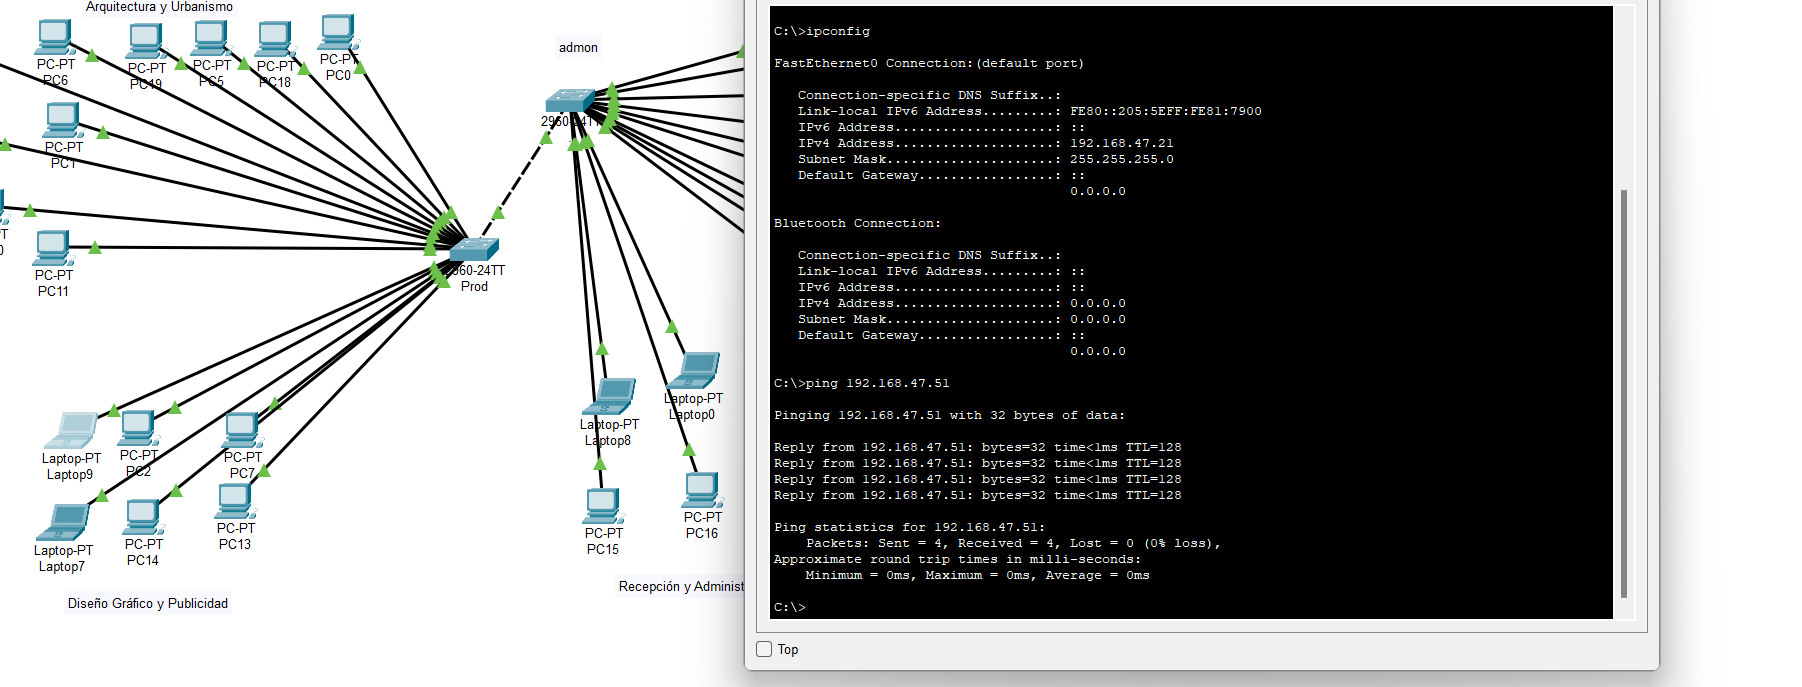 Arquitectura y Urbanismo
PC-PT
PC6
PC-PT
PC19
PC-PT
PC5
PC-PT
PC18
PC-PT
PC0
admon
2960-24TT
PC-PT
PC1
PC-PT
PC11
960-24TT
Prod
Laptop-PT
Laptop9
PC-PT
PC2
PC-PT
PC7
Laptop-PT
Laptop7
PC-PT
PC14
PC-PT
PC13
Diseño Gráfico y Publicidad
Laptop-PT
Laptop8
Laptop-PT
Laptop0
PC-PT
PC15
PC-PT
PC16
Recepción y Administ
C:\>ipconfig
FastEthernet0 Connection:(default port)
Connection-specific DNS Suffix..:
Link-local IPv6 Address.........: FE80::205:5EFF:FE81:7900
IPv6 Address....................: ::
IPv4 Address....................: 192.168.47.21
Subnet Mask.....................: 255.255.255.0
Default Gateway.................: ::
0.0.0.0
Bluetooth Connection:
Connection-specific DNS Suffix..:
Link-local IPv6 Address.........: ::
IPv6 Address....................: ::
IPv4 Address....................: 0.0.0.0
Subnet Mask.....................: 0.0.0.0
Default Gateway.................: ::
0.0.0.0
C:\>ping 192.168.47.51
Pinging 192.168.47.51 with 32 bytes of data:
Reply from 192.168.47.51: bytes=32 time<1ms TTL=128
Reply from 192.168.47.51: bytes=32 time<1ms TTL=128
Reply from 192.168.47.51: bytes=32 time<1ms TTL=128
Reply from 192.168.47.51: bytes=32 time<1ms TTL=128
Ping statistics for 192.168.47.51:
Packets: Sent = 4, Received = 4, Lost = 0 (0% loss),
Approximate round trip times in milli-seconds:
Minimum = 0ms, Maximum = 0ms, Average = 0ms
C:\>
Top